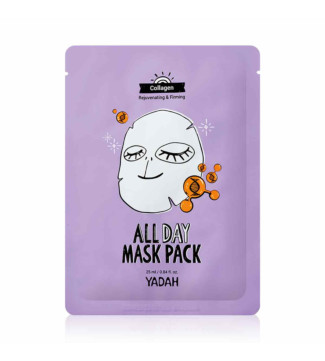 Collagen
Rejuvenating & Firming
ALL DAY
MASK PACK
25 ml / 0.84 fl. oz.
YADAH